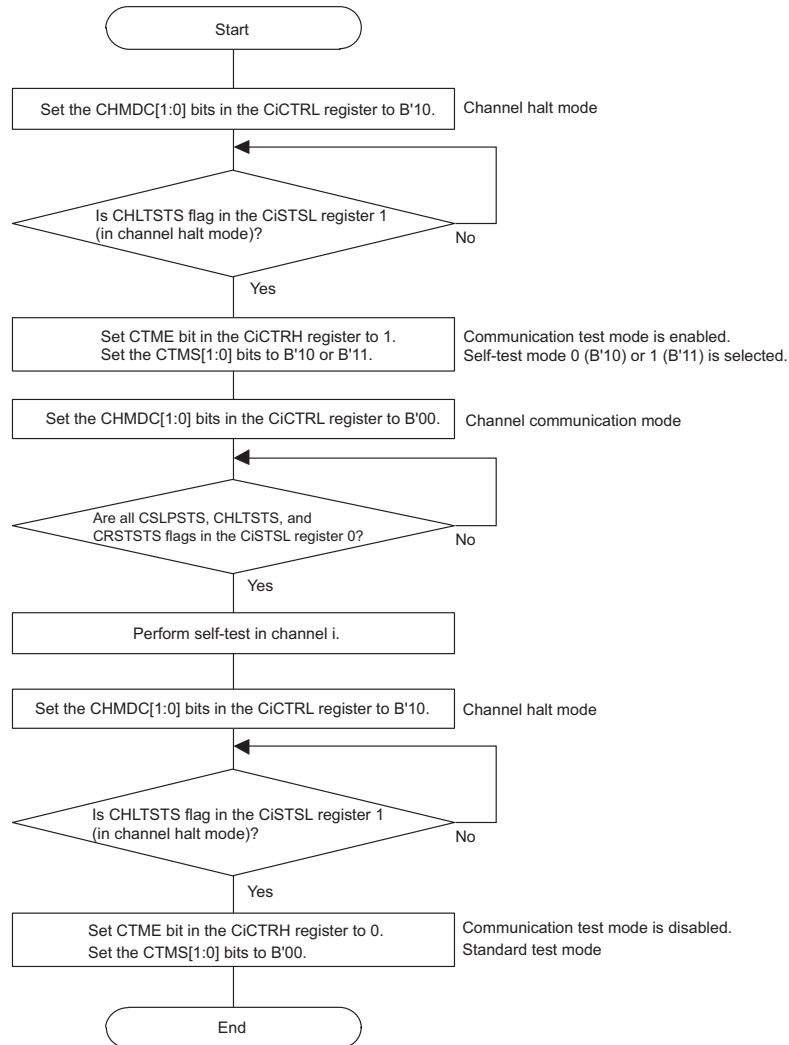 Start
Set the CHMDC[1:0] bits in the CiCTRL register to B'10.
Channel halt mode
Is CHLTSTS flag in the CiSTSL register 1
(in channel halt mode)?
No
Yes
Set CTME bit in the CiCTRH register to 1.
Set the CTMS[1:0] bits to B'10 or B'11.
Communication test mode is enabled.
Self-test mode 0 (B'10) or 1 (B'11) is selected.
Set the CHMDC[1:0] bits in the CiCTRL register to B'00.
Channel communication mode
Are all CSLPSTS, CHLTSTS, and
CRSTSTS flags in the CiSTSL register 0?
No
Yes
Perform self-test in channel i.
Set the CHMDC[1:0] bits in the CiCTRL register to B'10.
Channel halt mode
Is CHLTSTS flag in the CiSTSL register 1
(in channel halt mode)?
No
Yes
Set CTME bit in the CiCTRH register to 0.
Set the CTMS[1:0] bits to B'00.
Communication test mode is disabled.
Standard test mode
End